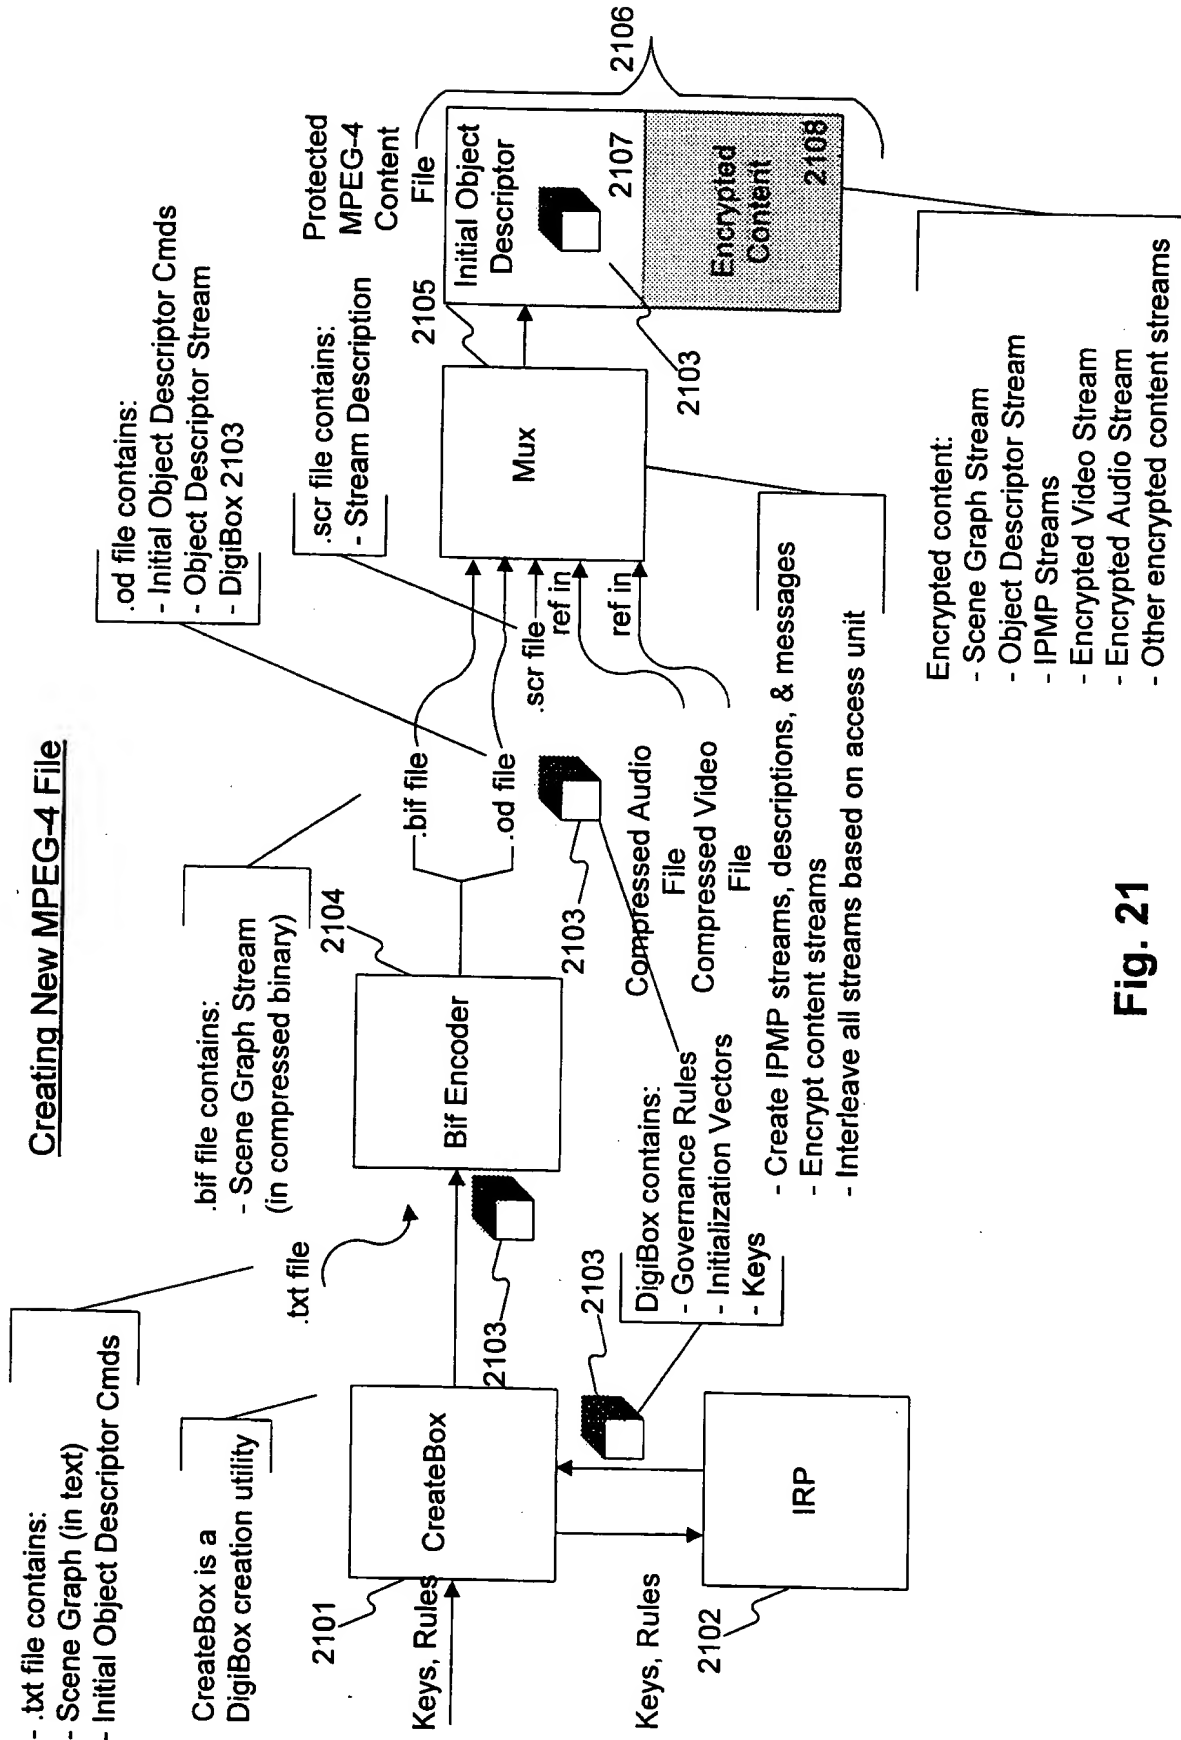 Creating New MPEG-4 File
- .txt file contains:
- Scene Graph (in text)
- Initial Object Descriptor Cmds
CreateBox is a
DigiBox creation utility
.txt file
.bif file contains:
- Scene Graph Stream
(in compressed binary)
.od file contains:
- Initial Object Descriptor Cmds
- Object Descriptor Stream
- DigiBox 2103
.scr file contains:
- Stream Description
2101
Keys, Rules
CreateBox
2103
2104
Bif Encoder
.bif file
.od file
2103
.scr file
ref in
ref in
2105
Mux
Protected
MPEG-4
Content
File
2106
Initial Object
Descriptor
2107
Encrypted
Content
2108
2103
Compressed Audio
File
Compressed Video
File
Keys, Rules
2102
IRP
2103
DigiBox contains:
- Governance Rules
- Initialization Vectors
- Keys
- Create IPMP streams, descriptions, & messages
- Encrypt content streams
- Interleave all streams based on access unit
Encrypted content:
- Scene Graph Stream
- Object Descriptor Stream
- IPMP Streams
- Encrypted Video Stream
- Encrypted Audio Stream
- Other encrypted content streams
Fig. 21